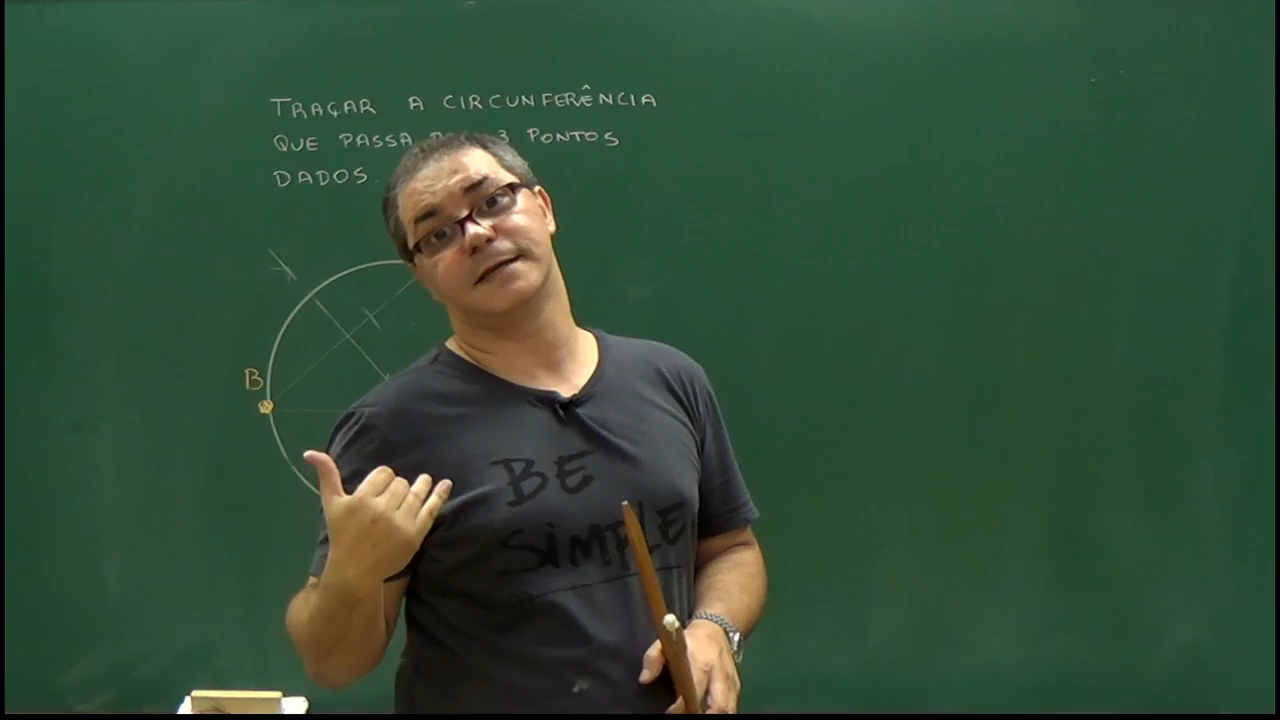 TRAÇAR A CIRCUNFERÊNCIA
QUE PASSA 3 PONTOS
DADOS.
B
BE
SiMPLE